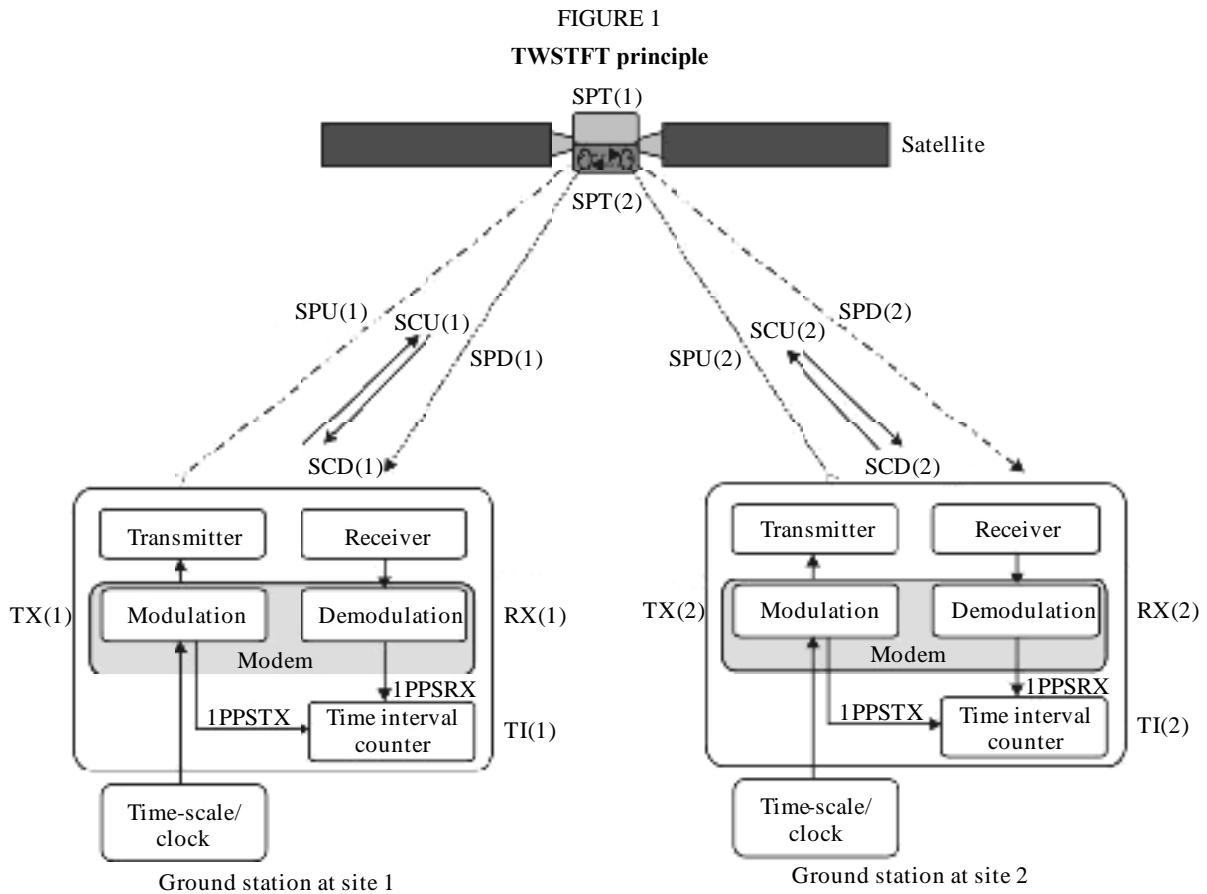 FIGURE 1
TWSTFT principle
SPT(1)
Satellite
SPT(2)
SPU(1)
SCU(1)
SPD(1)
SCD(1)
SPU(2)
SCU(2)
SPD(2)
SCD(2)
Transmitter
Receiver
TX(1)
Modulation
Demodulation
RX(1)
Modem
1PPSRX
1PPSTX
Time interval
counter
TI(1)
Time-scale/
clock
Ground station at site 1
Transmitter
Receiver
TX(2)
Modulation
Demodulation
RX(2)
Modem
1PPSRX
1PPSTX
Time interval
counter
TI(2)
Time-scale/
clock
Ground station at site 2